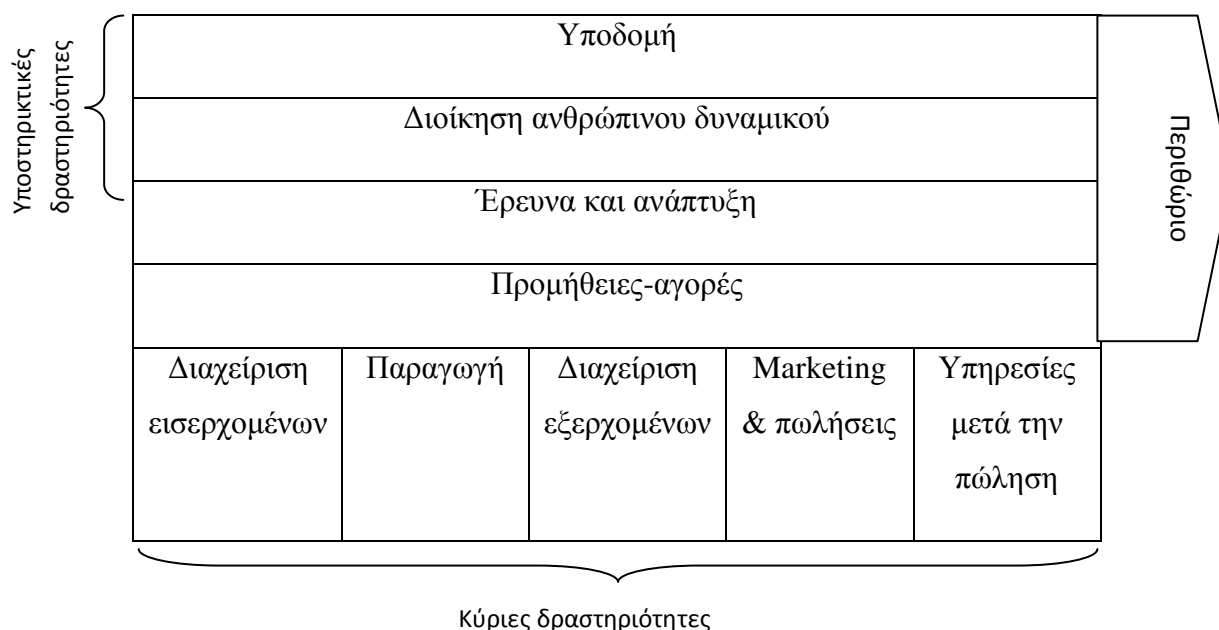 Υποστηρικτικές
δραστηριότητες
Υποδομή
Διοίκηση ανθρώπινου δυναμικού
Έρευνα και ανάπτυξη
Προμήθειες-αγορές
Περιθώριο
Διαχείριση
εισερχομένων
Παραγωγή
Διαχείριση
εξερχομένων
Marketing
& πωλήσεις
Υπηρεσίες
μετά την
πώληση
Κύριες δραστηριότητες